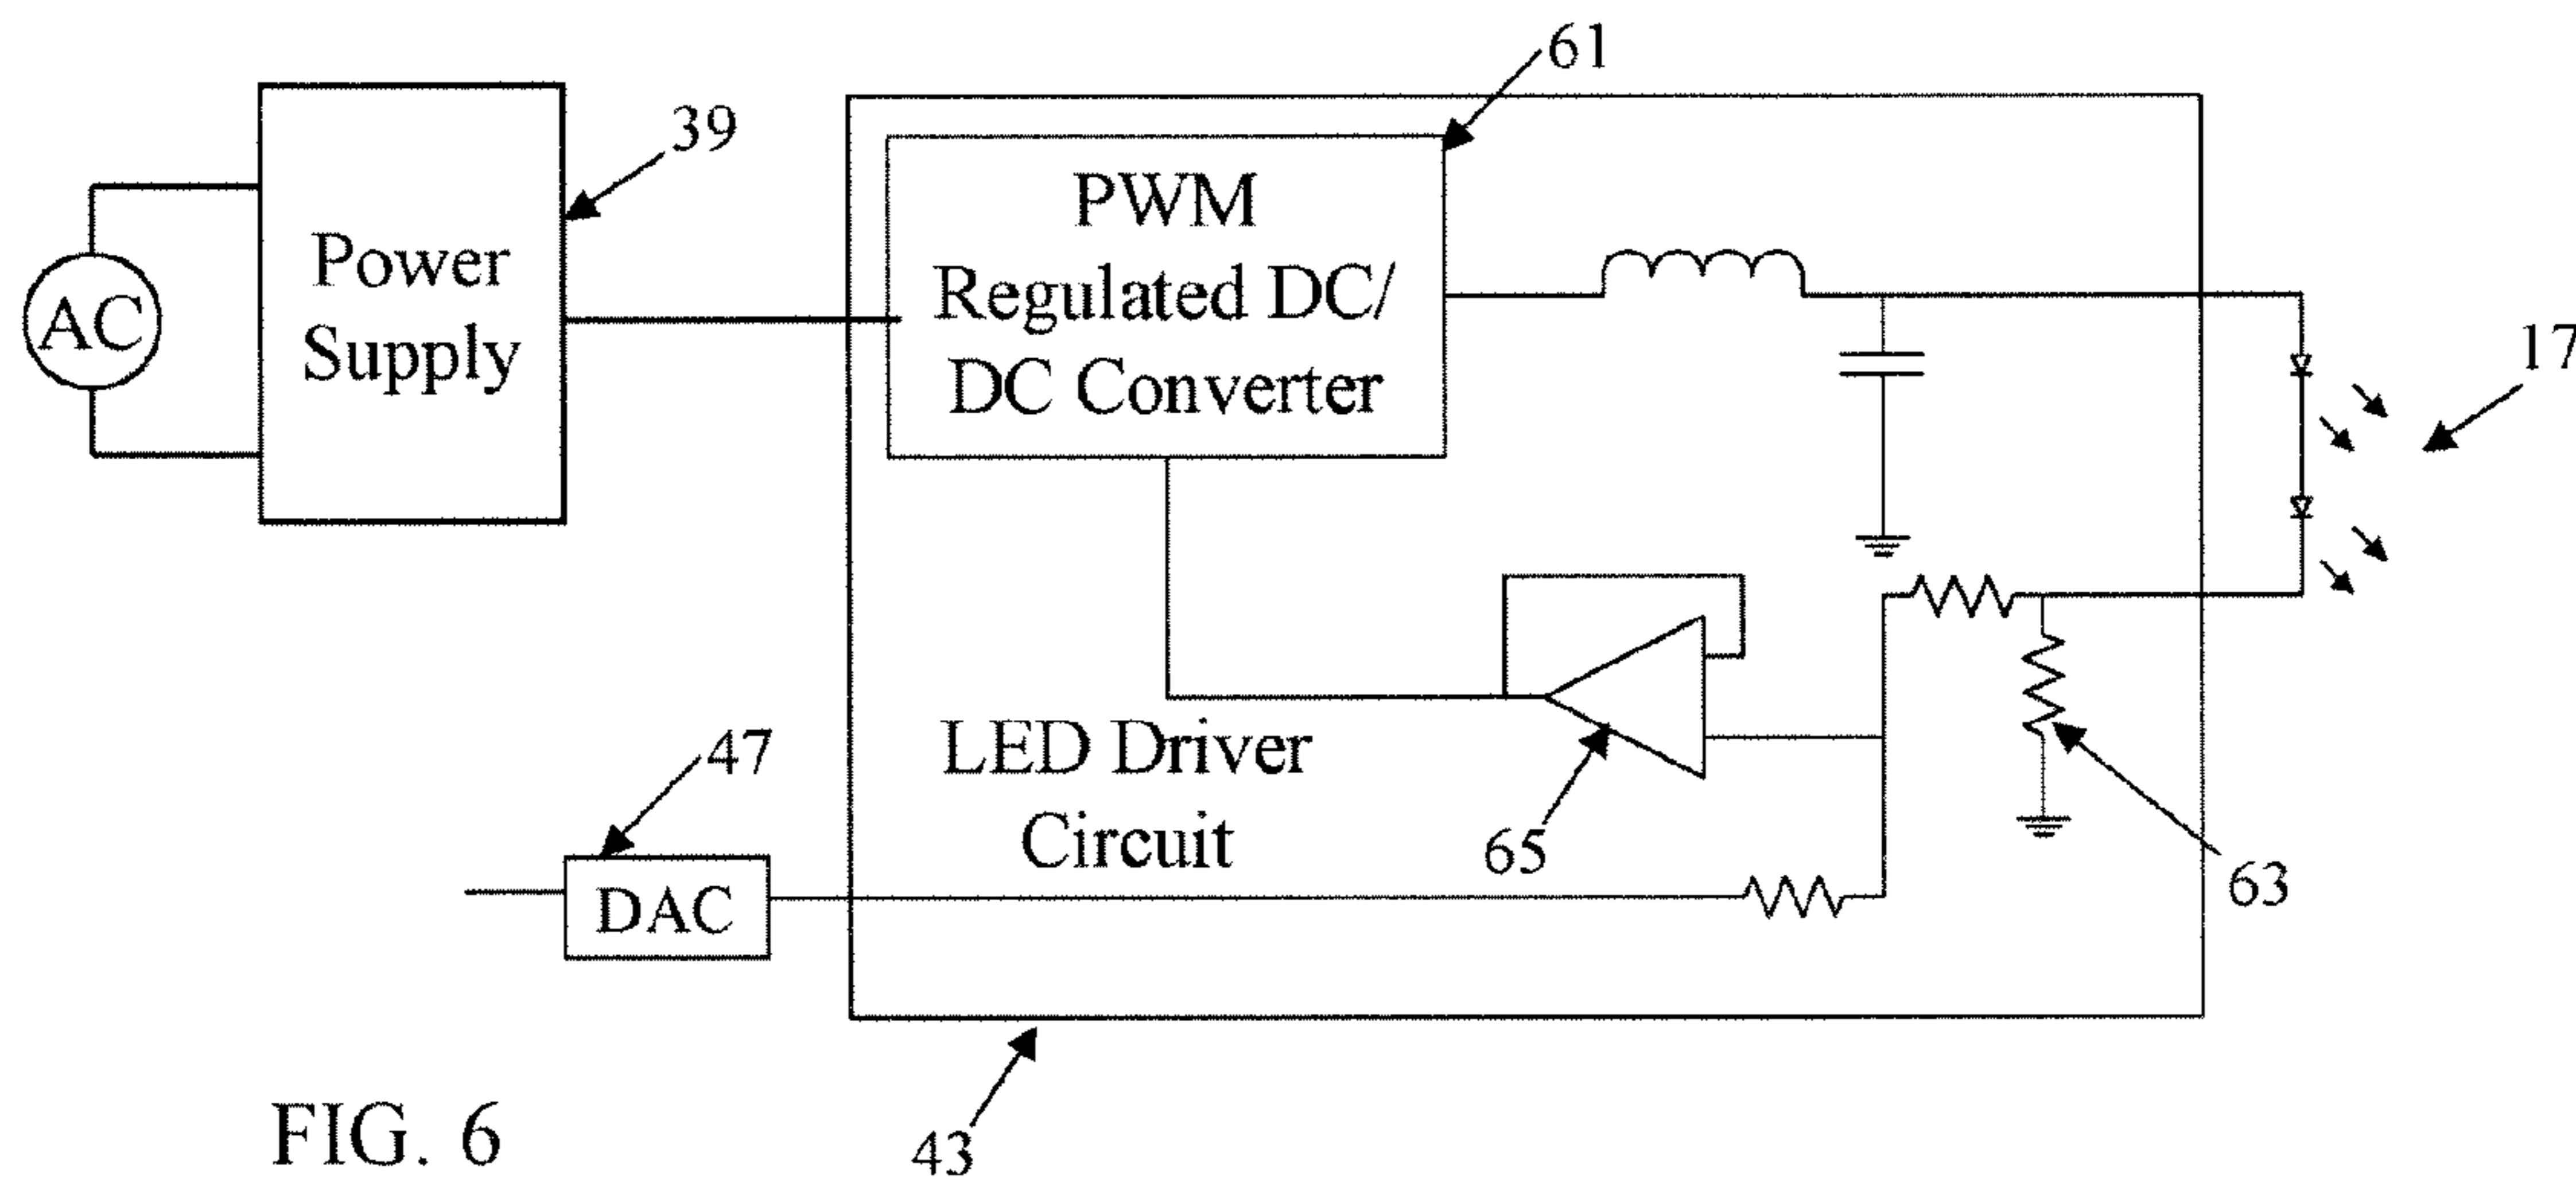 61
39
PWM
Regulated DC/
DC Converter
Power
Supply
AC
17
47
LED Driver
Circuit
65
63
DAC
43
FIG. 6